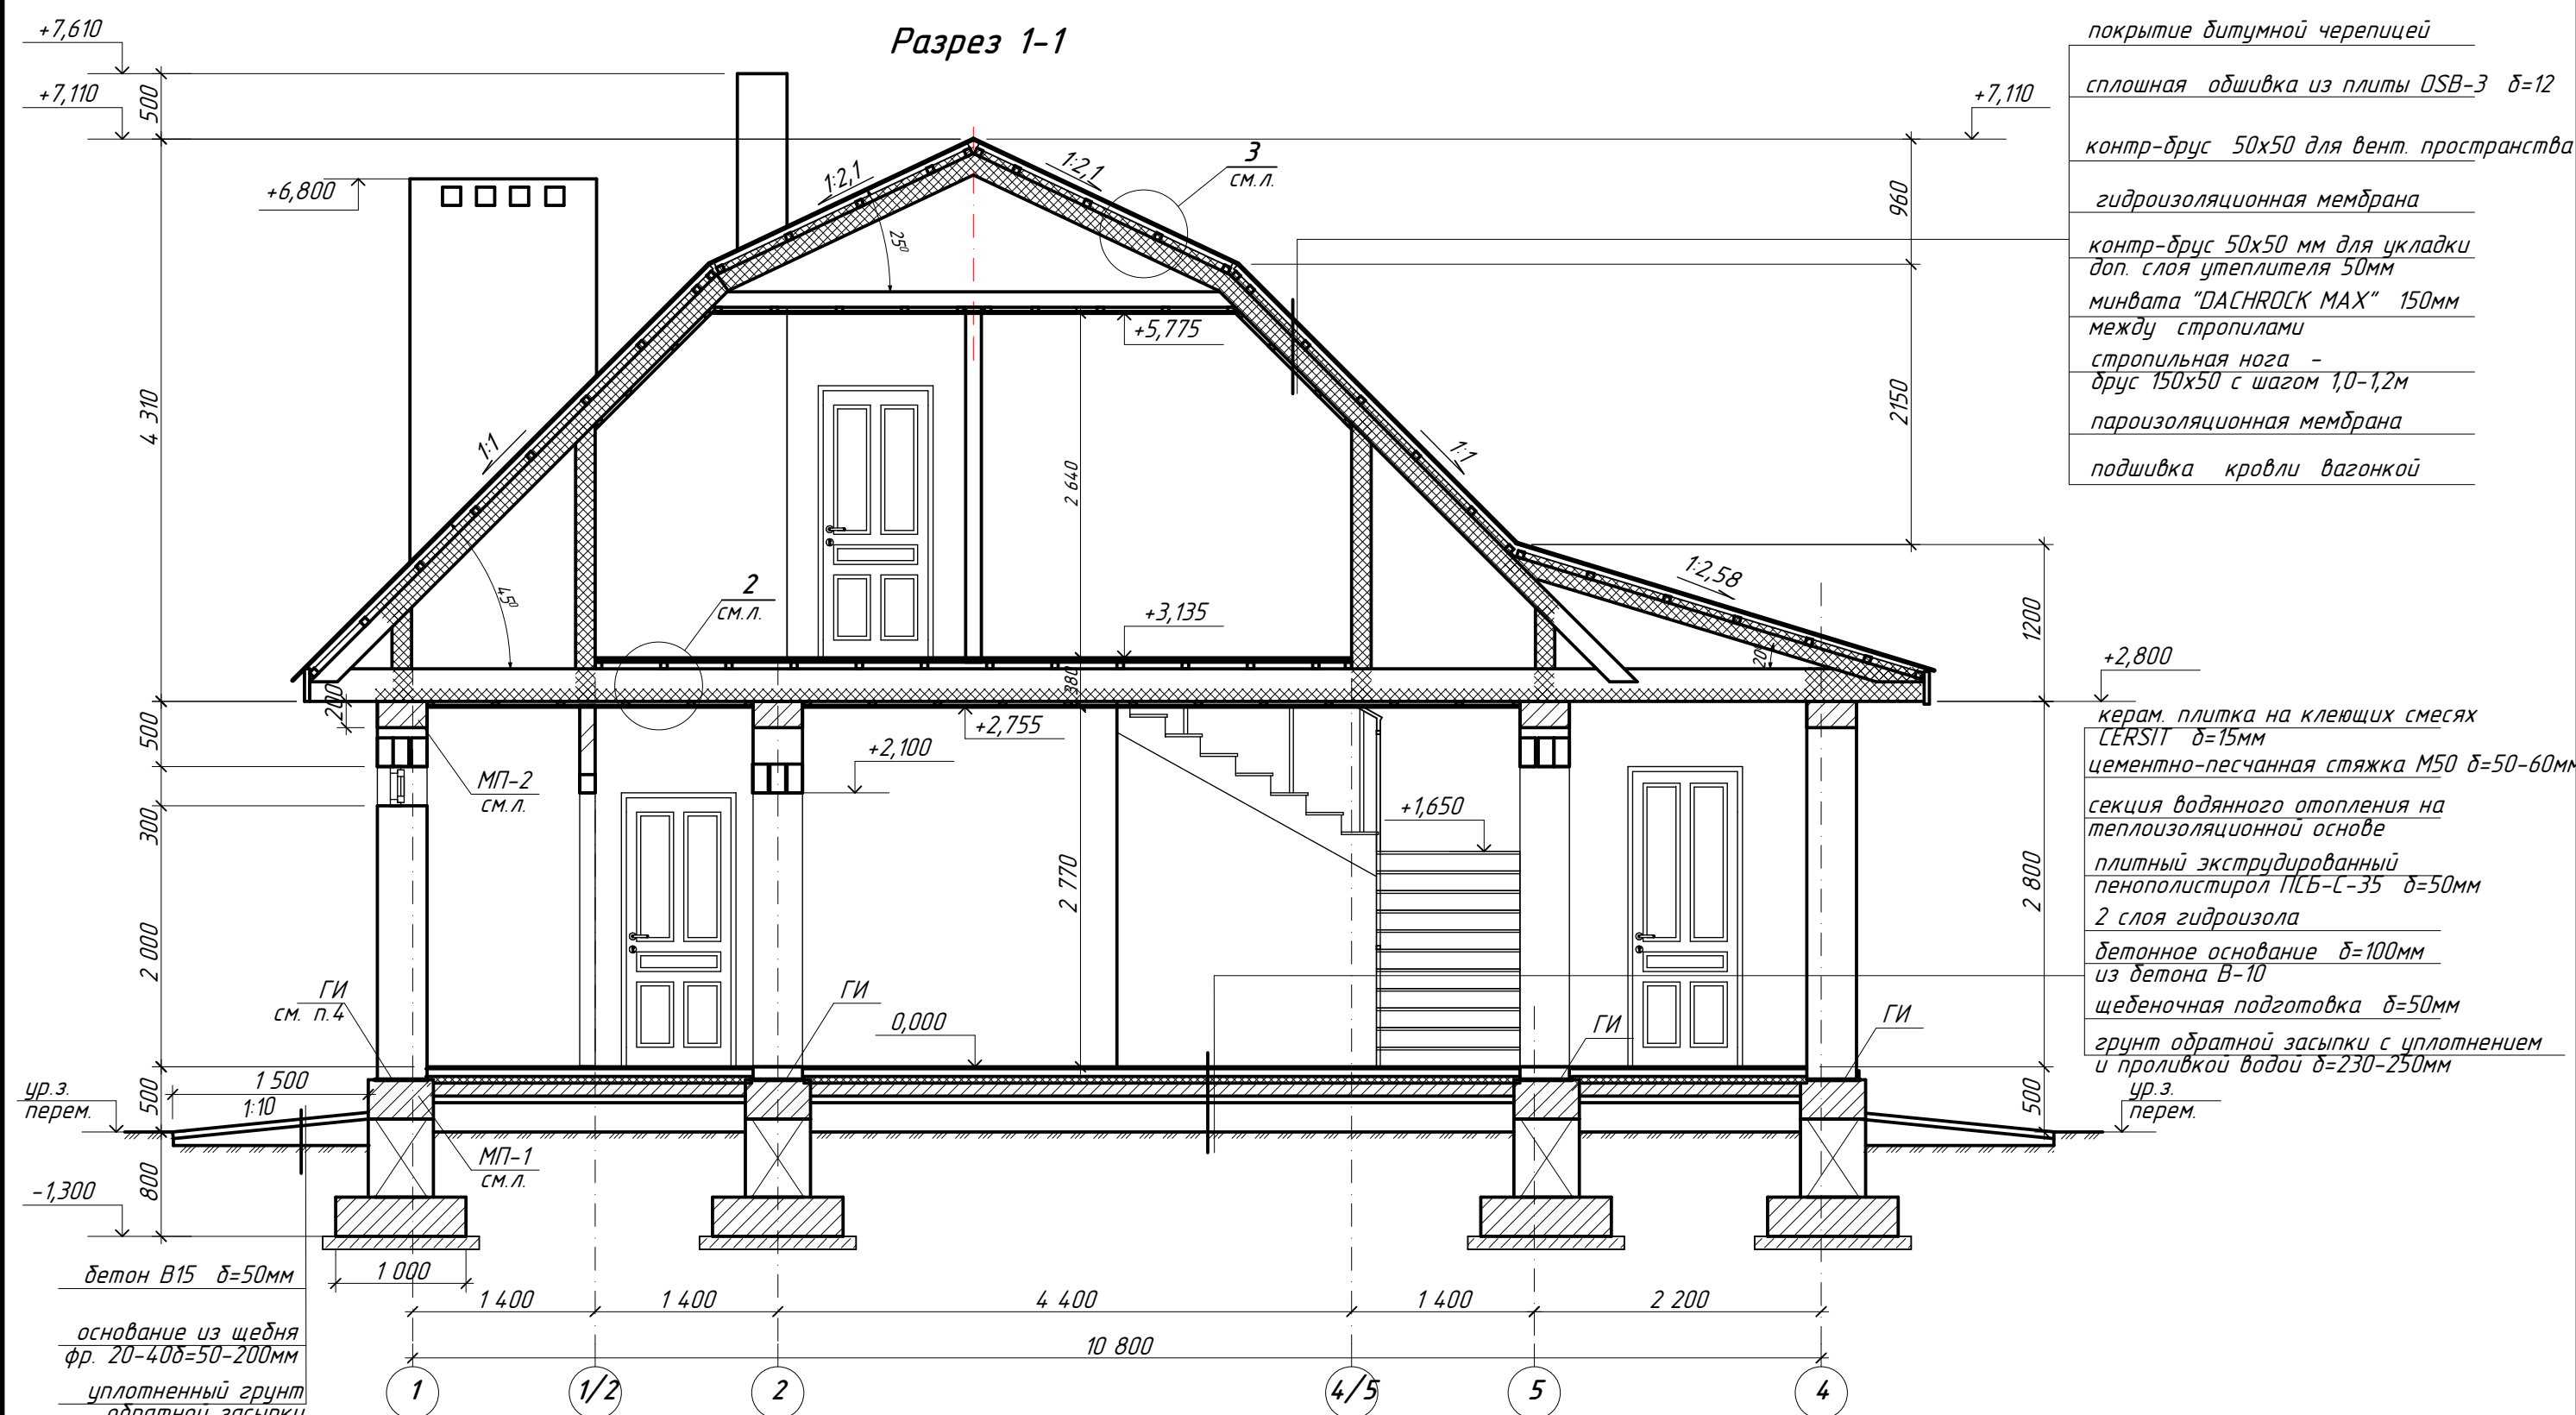 Разрез 1-1
+7,610
+7,110
500
+6,800
4 310
1:2,1
1:2,1
25⁰
3
см.л.
+7,110
960
2150
1:1
1:1
1:2,58
45⁰
20⁰
+5,775
2 640
+3,135
2
см.л.
380
1200
+2,800
200
+2,755
+2,100
+1,650
МП-2
см.л.
500
300
2 000
2 770
2 800
ГИ
см. п.4
ГИ
0,000
ГИ
ГИ
500
1 500
1:10
ур.з.
перем.
500
ур.з.
перем.
800
-1,300
МП-1
см.л.
1 000
покрытие битумной черепицей
сплошная обшивка из плиты OSB-3 δ=12
контр-брус 50х50 для вент. пространства
гидроизоляционная мембрана
контр-брус 50х50 мм для укладки
доп. слоя утеплителя 50мм
минвата "DACHROCK MAX" 150мм
между стропилами
стропильная нога -
брус 150х50 с шагом 1,0-1,2м
пароизоляционная мембрана
подшивка кровли вагонкой
керам. плитка на клеющих смесях
CERSIT δ=15мм
цементно-песчанная стяжка М50 δ=50-60мм
секция водянного отопления на
теплоизоляционной основе
плитный экструдированный
пенополистирол ПСБ-С-35 δ=50мм
2 слоя гидроизола
бетонное основание δ=100мм
из бетона В-10
щебеночная подготовка δ=50мм
грунт обратной засыпки с уплотнением
и проливкой водой δ=230-250мм
бетон В15 δ=50мм
основание из щебня
фр. 20-40δ=50-200мм
уплотненный грунт
обратной засыпки
1 400
1 400
4 400
1 400
2 200
10 800
1
1/2
2
4/5
5
4